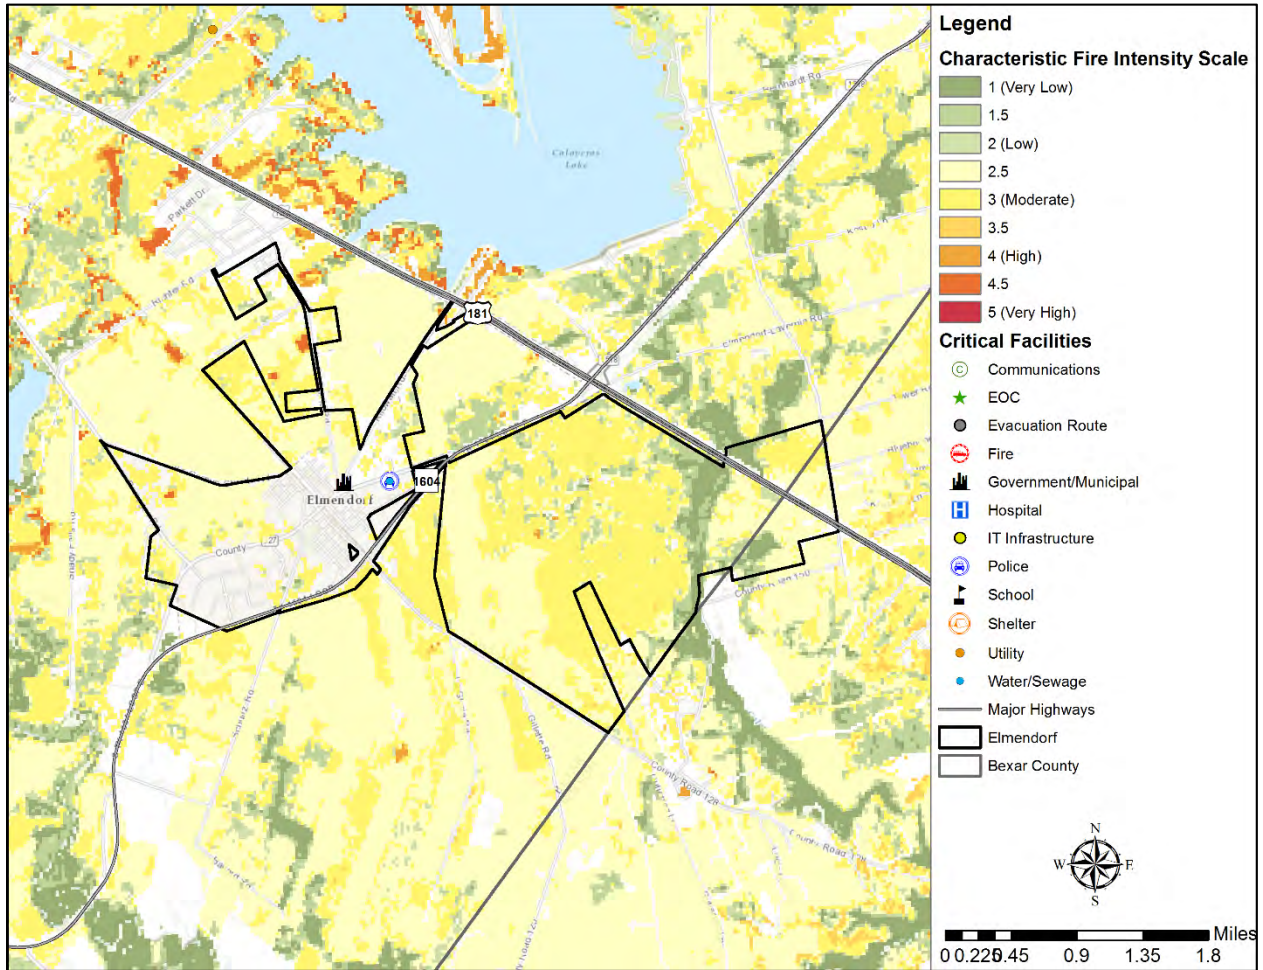 Legend
Characteristic Fire Intensity Scale
1 (Very Low)
1.5
2 (Low)
2.5
3 (Moderate)
3.5
4 (High)
4.5
5 (Very High)
Critical Facilities
C Communications
EOC
Evacuation Route
Fire
Government/Municipal
H Hospital
IT Infrastructure
Police
School
Shelter
Utility
Water/Sewage
Major Highways
Elmendorf
Bexar County
N
W E
S
Miles
0 0.225 0.45 0.9 1.35 1.8
Calaveras
Lake
Parkett Dr
181
1604
Elmendorf
County
Gillette Rd
County Road 128